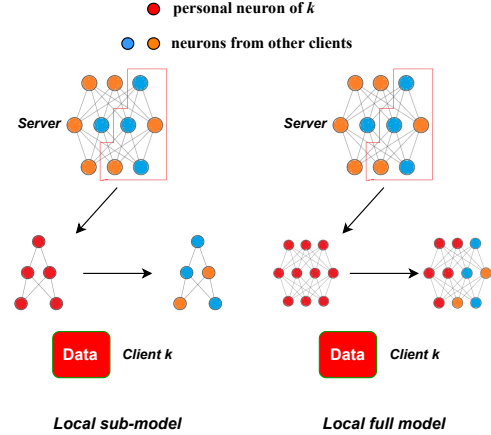 personal neuron of k
neurons from other clients
Server
Server
Data
Client k
Data
Client k
Local sub-model
Local full model